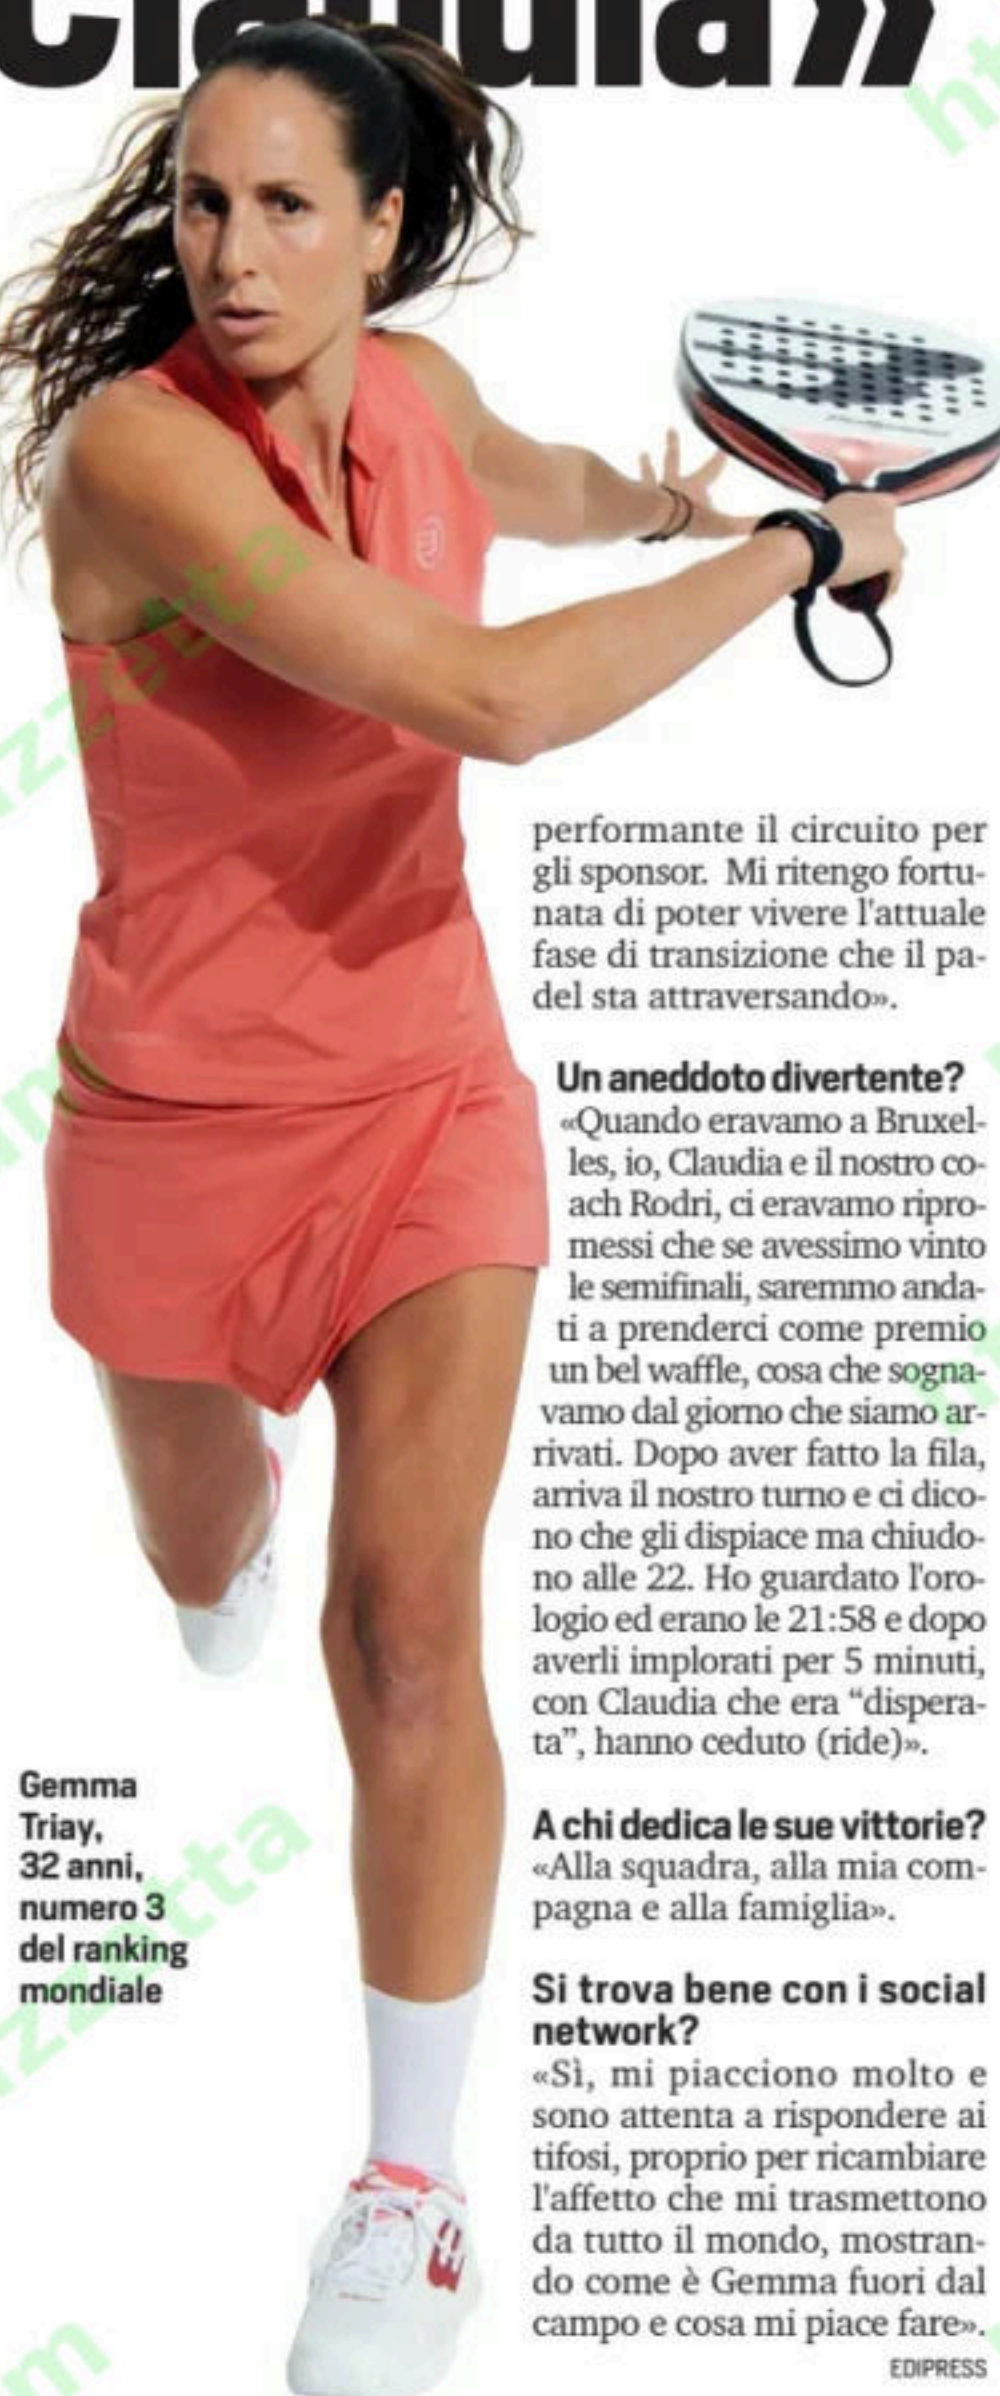 Claudia»
performante il circuito per
gli sponsor. Mi ritengo fortu-
nata di poter vivere l'attuale
fase di transizione che il pa-
del sta attraversando».
Un aneddoto divertente?
«Quando eravamo a Bruxel-
les, io, Claudia e il nostro co-
ach Rodri, ci eravamo ripro-
messi che se avessimo vinto
le semifinali, saremmo anda-
ti a prenderci come premio
un bel waffle, cosa che sogna-
vamo dal giorno che siamo ar-
rivati. Dopo aver fatto la fila,
arriva il nostro turno e ci dico-
no che gli dispiace ma chiudo-
no alle 22. Ho guardato l'oro-
logio ed erano le 21:58 e dopo
averli implorati per 5 minuti,
con Claudia che era “dispera-
ta”, hanno ceduto (ride)».
A chi dedica le sue vittorie?
«Alla squadra, alla mia com-
pagna e alla famiglia».
Si trova bene con i social
network?
«Sì, mi piacciono molto e
sono attenta a rispondere ai
tifosi, proprio per ricambiare
l'affetto che mi trasmettono
da tutto il mondo, mostran-
do come è Gemma fuori dal
campo e cosa mi piace fare».
EDIPRESS
Gemma
Triay,
32 anni,
numero 3
del ranking
mondiale